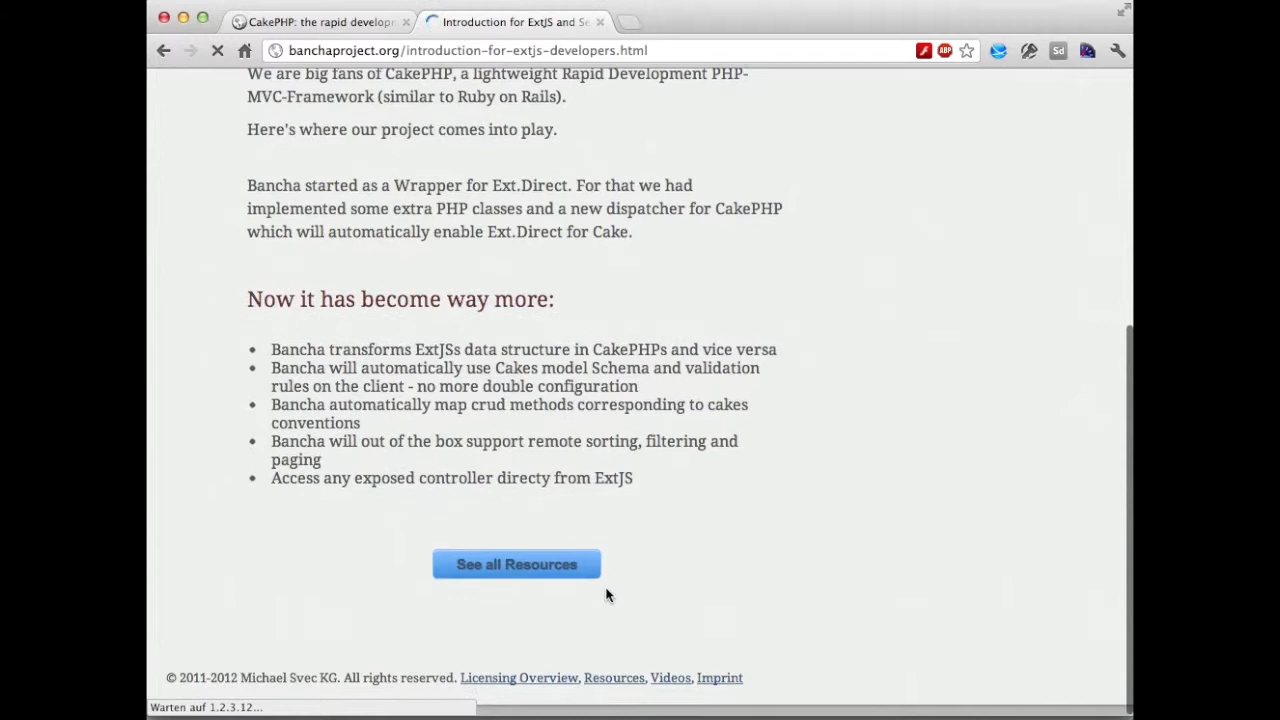 CakePHP: the rapid develop
Introduction for ExtJS and Se
banchaproject.org/introduction-for-extjs-developers.html
ABP
Sd
We are big fans of CakePHP, a lightweight Rapid Development PHP-
MVC-Framework (similar to Ruby on Rails).
Here's where our project comes into play.
Bancha started as a Wrapper for Ext.Direct. For that we had
implemented some extra PHP classes and a new dispatcher for CakePHP
which will automatically enable Ext.Direct for Cake.
Now it has become way more:
• Bancha transforms ExtJSs data structure in CakePHPs and vice versa
• Bancha will automatically use Cakes model Schema and validation
rules on the client - no more double configuration
• Bancha automatically map crud methods corresponding to cakes
conventions
• Bancha will out of the box support remote sorting, filtering and
paging
• Access any exposed controller directy from ExtJS
See all Resources
© 2011-2012 Michael Svec KG. All rights reserved. Licensing Overview, Resources, Videos, Imprint
Warten auf 1.2.3.12...